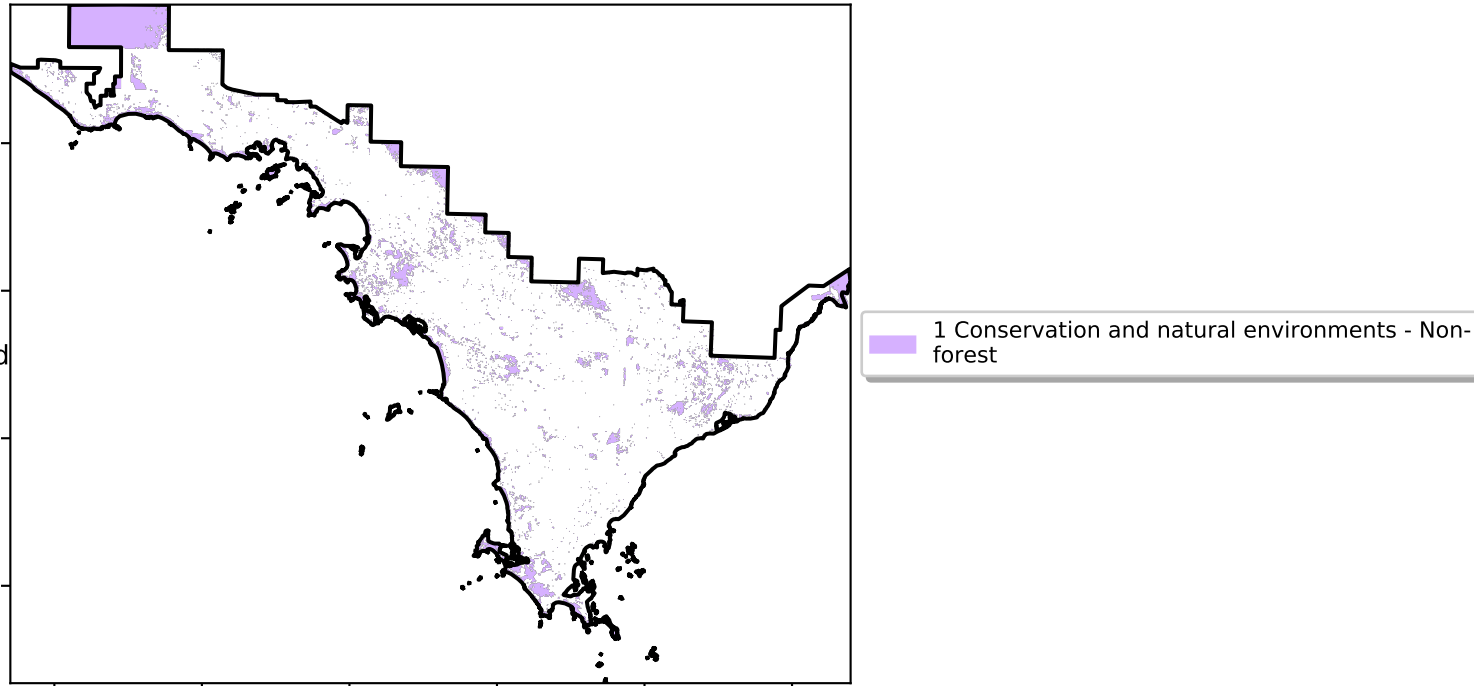 d
1 Conservation and natural environments - Non-
forest